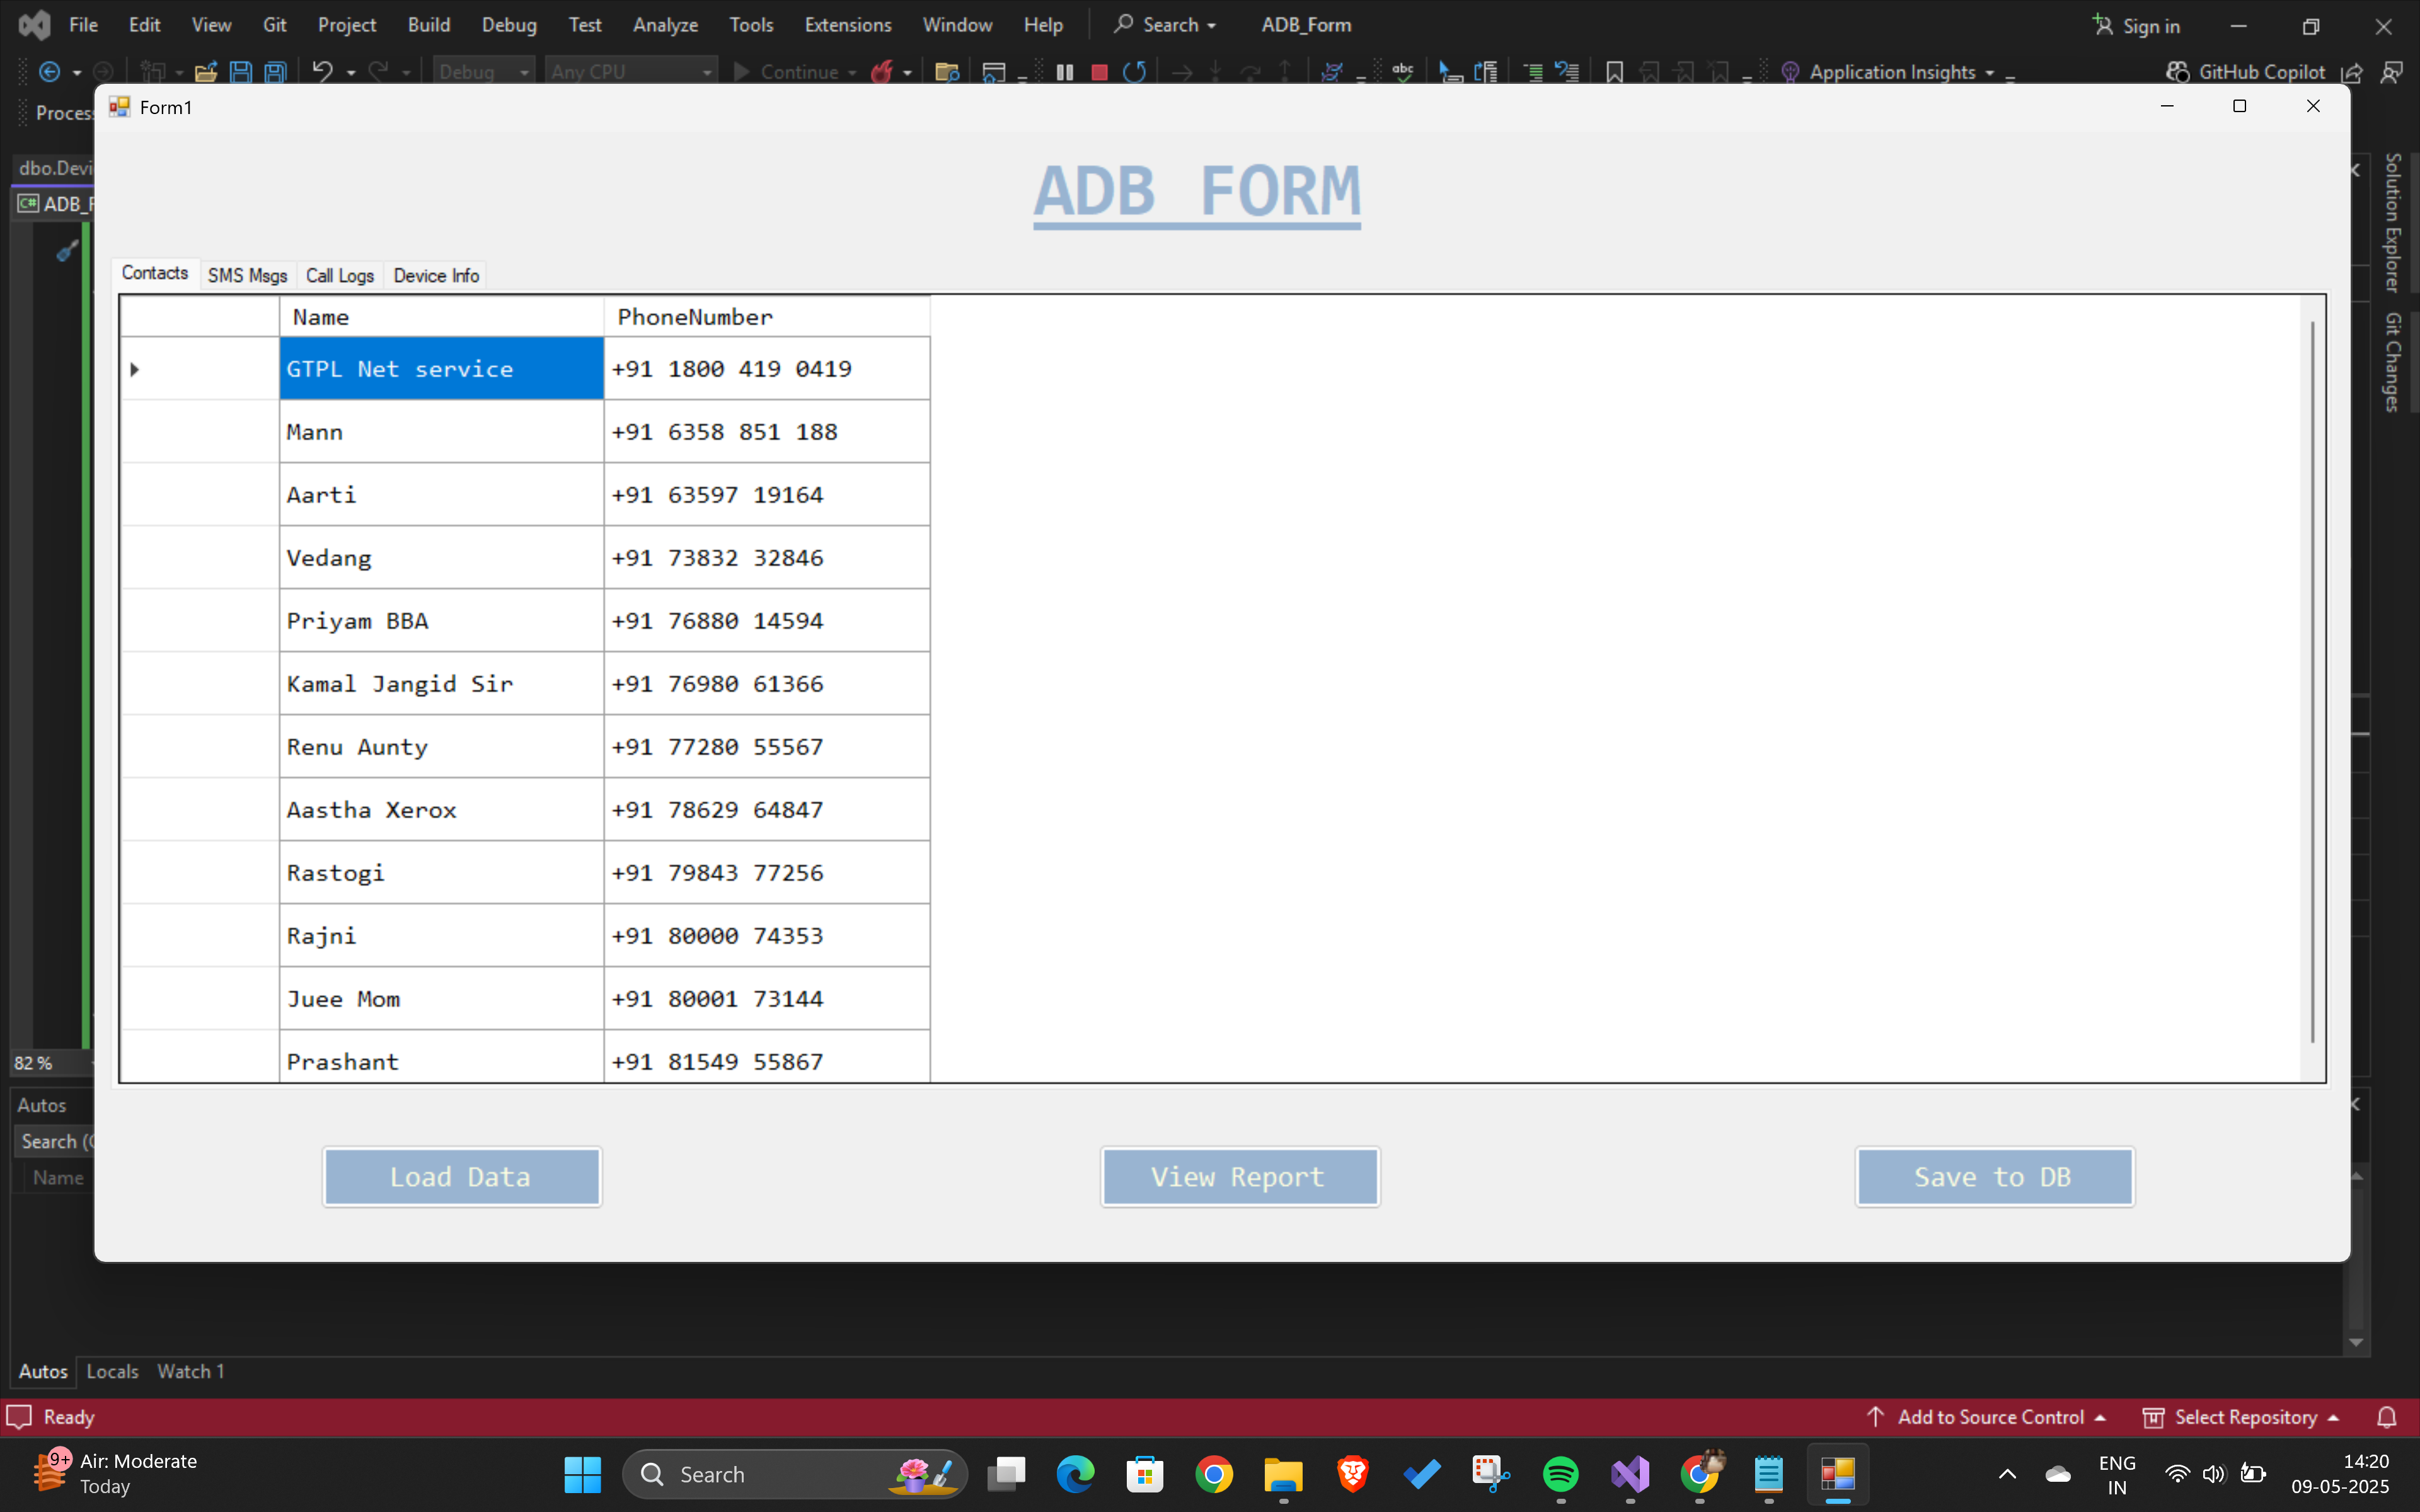 File Edit View Git Project Build Debug Test Analyze Tools Extensions Window Help Search ADB_Form Sign in
Debug Any CPU Continue Application Insights GitHub Copilot
Form1
ADB FORM
Contacts SMS Msgs Call Logs Device Info
Name PhoneNumber
GTPL Net service +91 1800 419 0419
Mann +91 6358 851 188
Aarti +91 63597 19164
Vedang +91 73832 32846
Priyam BBA +91 76880 14594
Kamal Jangid Sir +91 76980 61366
Renu Aunty +91 77280 55567
Aastha Xerox +91 78629 64847
Rastogi +91 79843 77256
Rajni +91 80000 74353
Juee Mom +91 80001 73144
Prashant +91 81549 55867
Load Data View Report Save to DB
Solution Explorer
Git Changes
82 %
Autos
Search
Name
Autos Locals Watch 1
Ready Add to Source Control Select Repository
9+ Air: Moderate
Today
Search
ENG
IN
14:20
09-05-2025